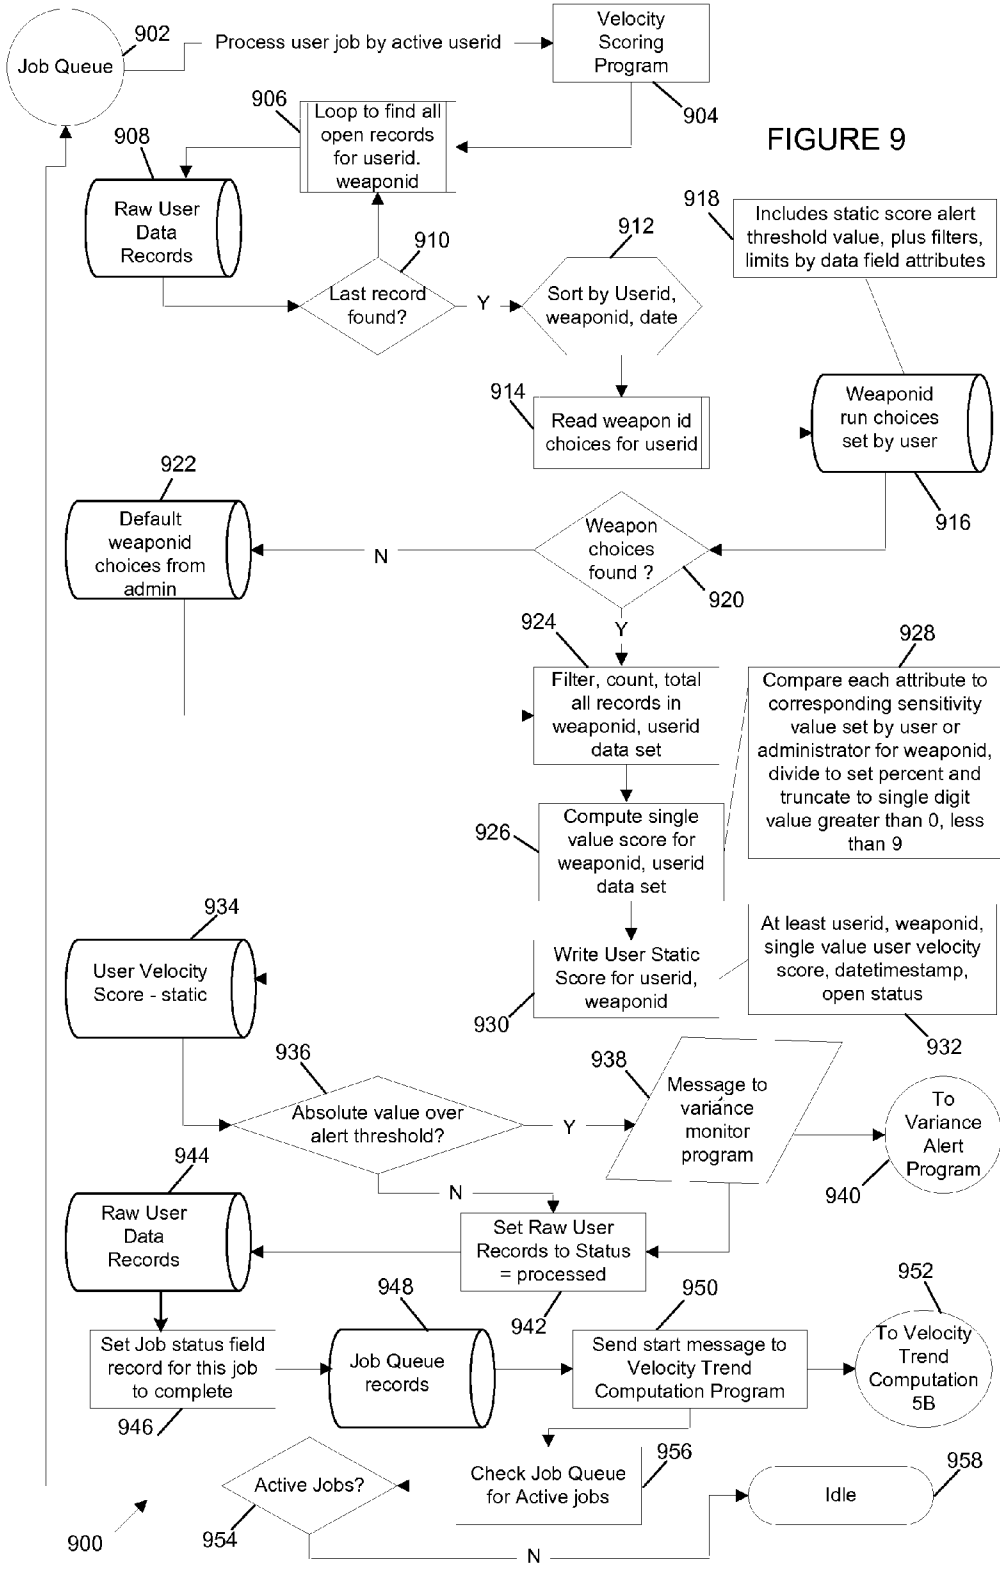 902
Job Queue
Process user job by active userid
Velocity
Scoring
Program
904
FIGURE 9
906
Loop to find all
open records
for userid.
weaponid
908
Raw User
Data
Records
910
Last record
found?
Y
912
Sort by Userid,
weaponid, date
918
Includes static score alert
threshold value, plus filters,
limits by data field attributes
914
Read weapon id
choices for userid
Weaponid
run choices
set by user
916
922
Default
weaponid
choices from
admin
N
Weapon
choices
found ?
920
Y
924
Filter, count, total
all records in
weaponid, userid
data set
928
Compare each attribute to
corresponding sensitivity
value set by user or
administrator for weaponid,
divide to set percent and
truncate to single digit
value greater than 0, less
than 9
926
Compute single
value score for
weaponid, userid
data set
934
User Velocity
Score - static
Write User Static
Score for userid,
weaponid
930
At least userid, weaponid,
single value user velocity
score, datetimestamp,
open status
932
936
Absolute value over
alert threshold?
Y
N
938
Message to
variance
monitor
program
To
Variance
Alert
Program
940
944
Raw User
Data
Records
Set Raw User
Records to Status
= processed
942
Set Job status field
record for this job
to complete
946
948
Job Queue
records
950
Send start message to
Velocity Trend
Computation Program
952
To Velocity
Trend
Computation
5B
Active Jobs?
954
Check Job Queue
for Active jobs
956
Idle
958
N
900